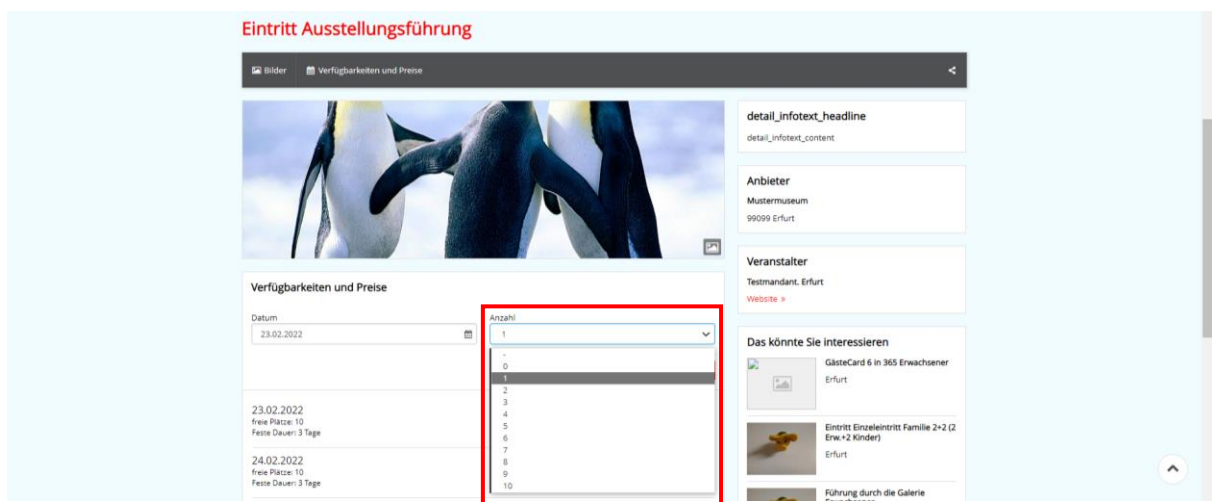 Eintritt Ausstellungsführung
Bilder Verfügbarkeiten und Preise
Verfügbarkeiten und Preise
Datum
23.02.2022
Anzahl
1
-
0
1
2
3
4
5
6
7
8
9
10
23.02.2022
freie Plätze: 10
Feste Dauer: 3 Tage
24.02.2022
freie Plätze: 10
Feste Dauer: 3 Tage
detail_infotext_headline
detail_infotext_content
Anbieter
Mustermuseum
99099 Erfurt
Veranstalter
Testmandant. Erfurt
Website »
Das könnte Sie interessieren
GästeCard 6 in 365 Erwachsener
Erfurt
Eintritt Einzeleintritt Familie 2+2 (2
Erw.+2 Kinder)
Erfurt
Führung durch die Galerie